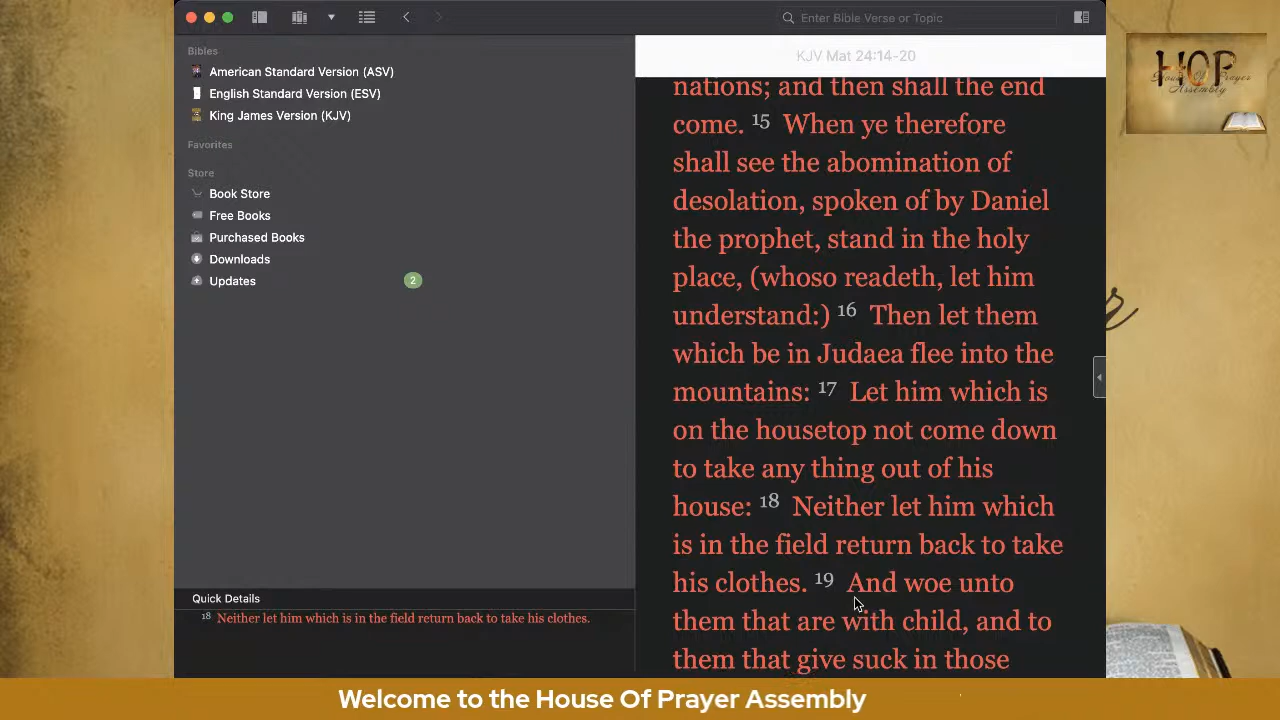 Enter Bible Verse or Topic
Bibles
American Standard Version (ASV)
English Standard Version (ESV)
King James Version (KJV)
Favorites
Store
Book Store
Free Books
Purchased Books
Downloads
Updates
2
Quick Details
18 Neither let him which is in the field return back to take his clothes.
KJV Mat 24:14-20
nations; and then shall the end
come. 15 When ye therefore
shall see the abomination of
desolation, spoken of by Daniel
the prophet, stand in the holy
place, (whoso readeth, let him
understand:) 16 Then let them
which be in Judaea flee into the
mountains: 17 Let him which is
on the housetop not come down
to take any thing out of his
house: 18 Neither let him which
is in the field return back to take
his clothes. 19 And woe unto
them that are with child, and to
them that give suck in those
HOP
House Of Prayer
Assembly
Welcome to the House Of Prayer Assembly